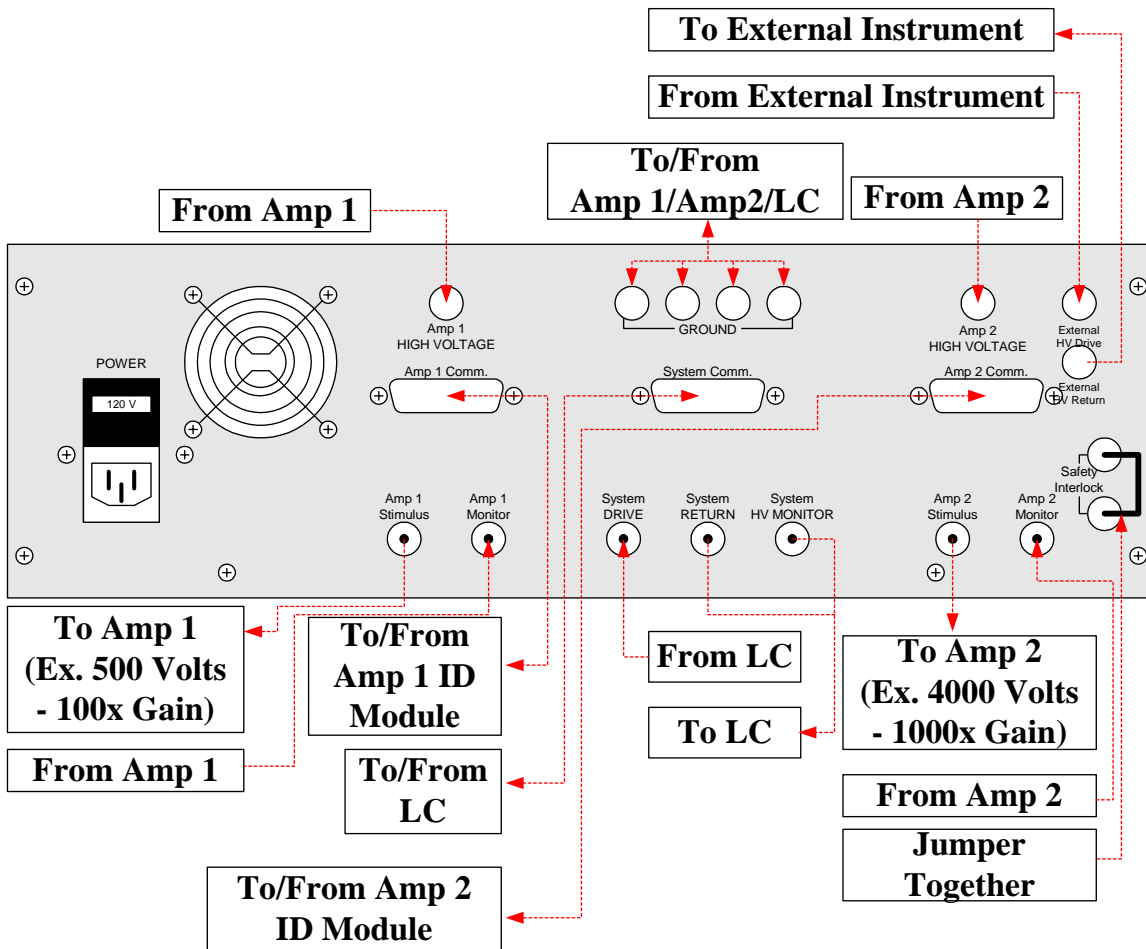 To External Instrument
From External Instrument
To/From
Amp 1/Amp2/LC
From Amp 1
From Amp 2
Amp 1
HIGH VOLTAGE
GROUND
Amp 2
HIGH VOLTAGE
External
HV Drive
External
HV Return
POWER
120 V
Amp 1 Comm.
System Comm.
Amp 2 Comm.
Safety
Interlock
Amp 1
Stimulus
Amp 1
Monitor
System
DRIVE
System
RETURN
System
HV MONITOR
Amp 2
Stimulus
Amp 2
Monitor
To Amp 1
(Ex. 500 Volts
- 100x Gain)
From Amp 1
To/From
Amp 1 ID
Module
To/From
LC
To/From Amp 2
ID Module
From LC
To LC
To Amp 2
(Ex. 4000 Volts
- 1000x Gain)
From Amp 2
Jumper
Together